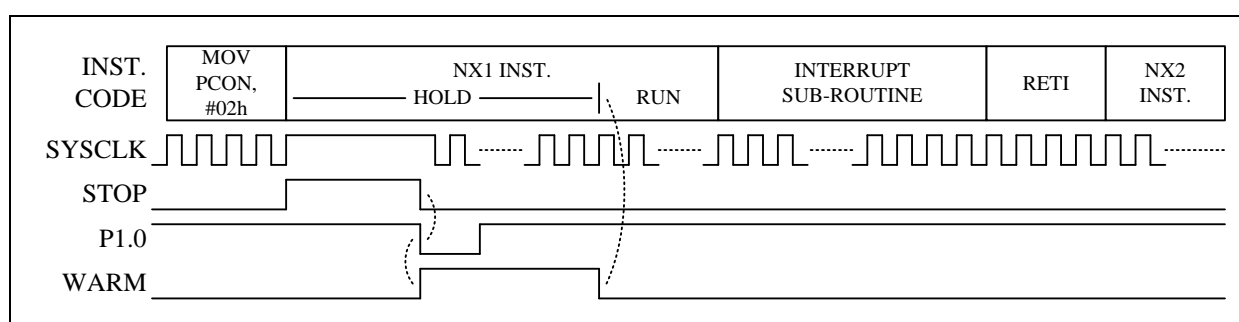 INST.
CODE
MOV
PCON,
#02h
NX1 INST.
HOLD
RUN
INTERRUPT
SUB-ROUTINE
RETI
NX2
INST.
SYSCLK
STOP
P1.0
WARM